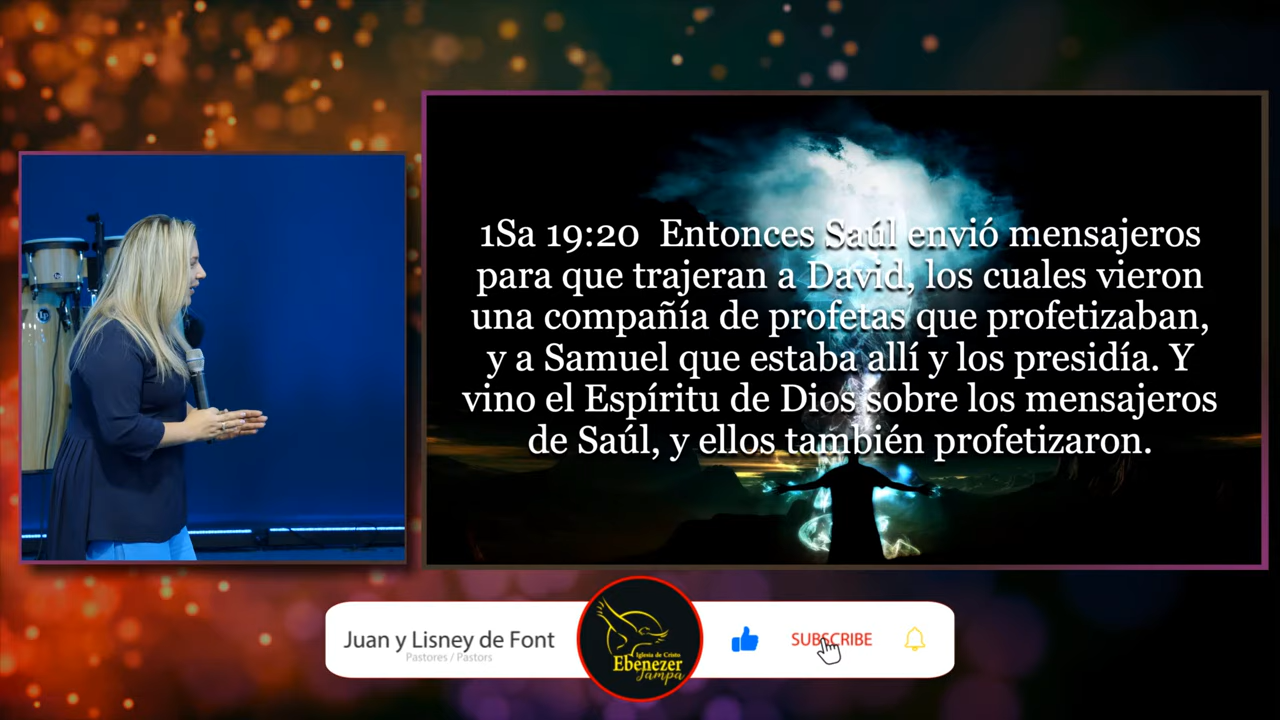 1Sa 19:20 Entonces Saúl envió mensajeros
para que trajeran a David, los cuales vieron
una compañía de profetas que profetizaban,
y a Samuel que estaba allí y los presidía. Y
vino el Espíritu de Dios sobre los mensajeros
de Saúl, y ellos también profetizaron.
LP
Juan y Lisney de Font
Pastores / Pastors
Iglesia de Cristo
Ebenezer
Tampa
SUBSCRIBE